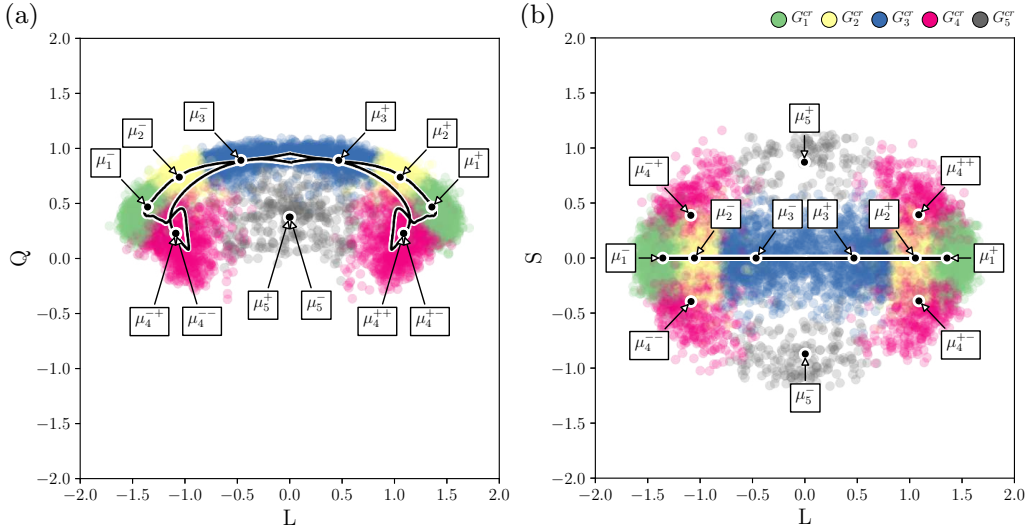 (a)
(b)
G₁ᶜʳ G₂ᶜʳ G₃ᶜʳ G₄ᶜʳ G₅ᶜʳ
2.0
1.5
1.0
0.5
0.0
−0.5
−1.0
−1.5
−2.0
Q
μ₃⁻ μ₃⁺
μ₂⁻ μ₂⁺
μ₁⁻ μ₁⁺
μ₅⁺ μ₅⁻
μ₄⁻⁺ μ₄⁻⁻ μ₄⁺⁺ μ₄⁺⁻
−2.0 −1.5 −1.0 −0.5 0.0 0.5 1.0 1.5 2.0
L
2.0
1.5
1.0
0.5
0.0
−0.5
−1.0
−1.5
−2.0
S
μ₅⁺
μ₄⁻⁺ μ₄⁺⁺
μ₂⁻ μ₃⁻ μ₃⁺ μ₂⁺
μ₁⁻ μ₁⁺
μ₄⁻⁻ μ₄⁺⁻
μ₅⁻
−2.0 −1.5 −1.0 −0.5 0.0 0.5 1.0 1.5 2.0
L